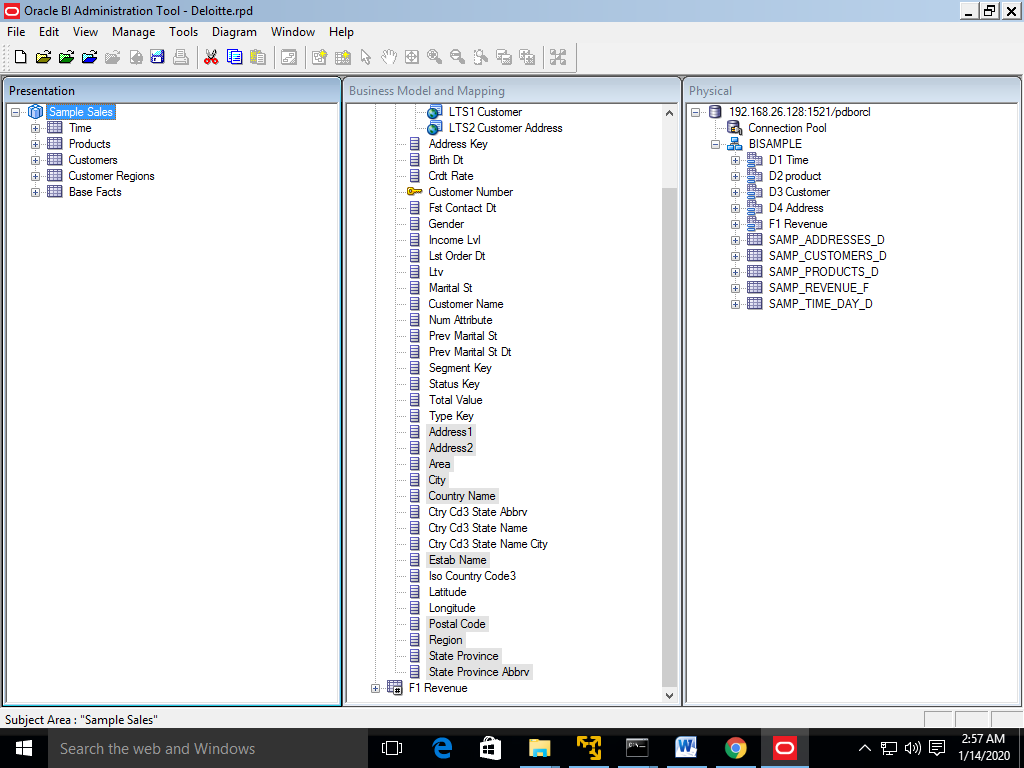 Oracle BI Administration Tool - Deloitte.rpd
File Edit View Manage Tools Diagram Window Help
Presentation
Sample Sales
Time
Products
Customers
Customer Regions
Base Facts
Business Model and Mapping
LTS1 Customer
LTS2 Customer Address
Address Key
Birth Dt
Crdt Rate
Customer Number
Fst Contact Dt
Gender
Income Lvl
Lst Order Dt
Ltv
Marital St
Customer Name
Num Attribute
Prev Marital St
Prev Marital St Dt
Segment Key
Status Key
Total Value
Type Key
Address1
Address2
Area
City
Country Name
Ctry Cd3 State Abbrv
Ctry Cd3 State Name
Ctry Cd3 State Name City
Estab Name
Iso Country Code3
Latitude
Longitude
Postal Code
Region
State Province
State Province Abbrv
F1 Revenue
Physical
192.168.26.128:1521/pdborcl
Connection Pool
BISAMPLE
D1 Time
D2 product
D3 Customer
D4 Address
F1 Revenue
SAMP_ADDRESSES_D
SAMP_CUSTOMERS_D
SAMP_PRODUCTS_D
SAMP_REVENUE_F
SAMP_TIME_DAY_D
Subject Area : "Sample Sales"
Search the web and Windows
2:57 AM
1/14/2020